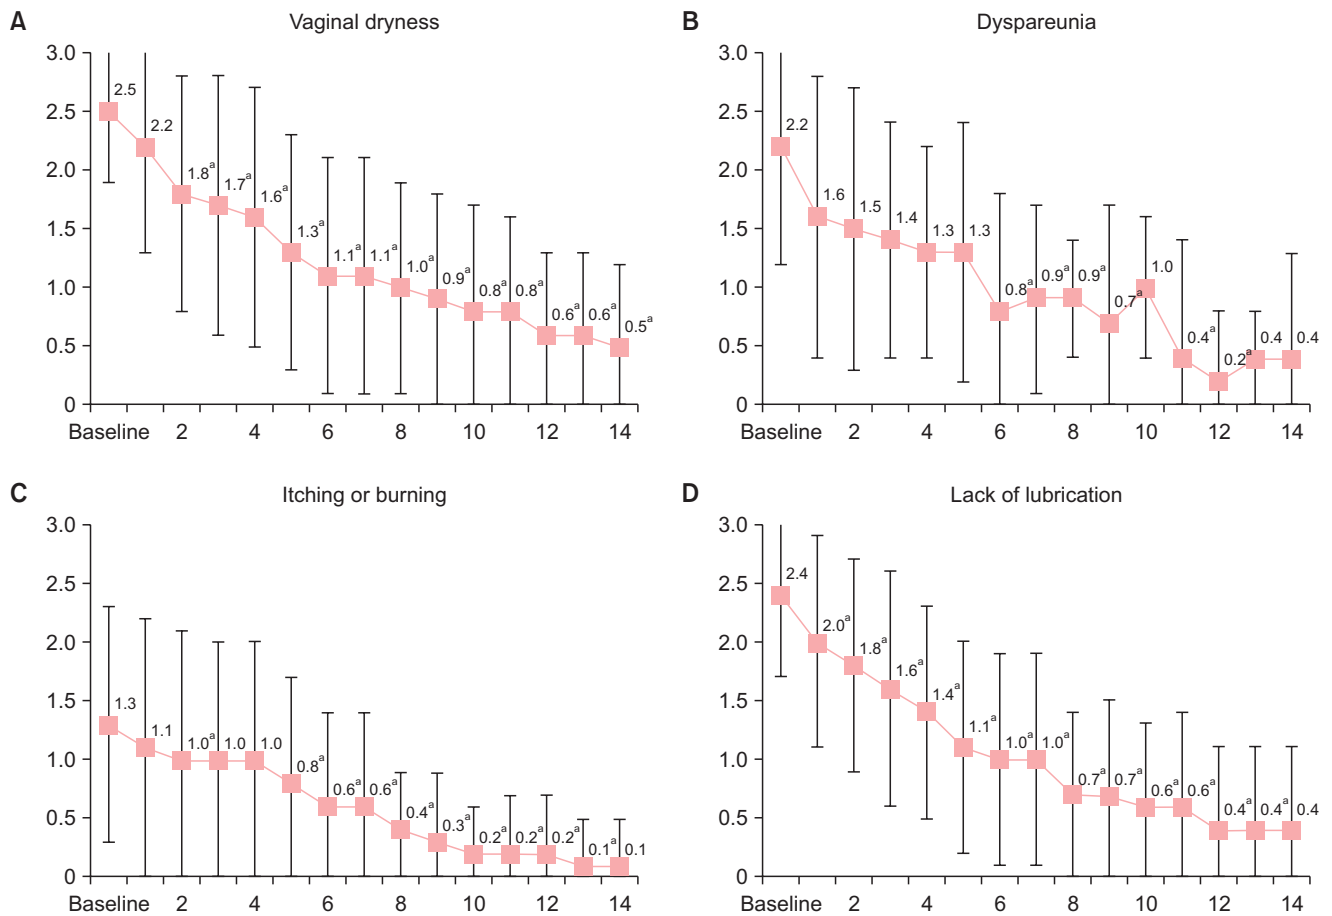 A Vaginal dryness
3.0
2.5
2.0
1.5
1.0
0.5
0
2.5
2.2
1.8a
1.7a
1.6a
1.3a
1.1a
1.1a
1.0a
0.9a
0.8a
0.8a
0.6a
0.6a
0.5a
Baseline 2 4 6 8 10 12 14
B Dyspareunia
3.0
2.5
2.0
1.5
1.0
0.5
0
2.2
1.6
1.5
1.4
1.3
1.3
0.8a
0.9a
0.9a
0.7a
1.0
0.4a
0.2a
0.4
0.4
Baseline 2 4 6 8 10 12 14
C Itching or burning
3.0
2.5
2.0
1.5
1.0
0.5
0
1.3
1.1
1.0a
1.0
1.0
0.8a
0.6a
0.6a
0.4a
0.3a
0.2a
0.2a
0.2a
0.1a
0.1
Baseline 2 4 6 8 10 12 14
D Lack of lubrication
3.0
2.5
2.0
1.5
1.0
0.5
0
2.4
2.0a
1.8a
1.6a
1.4a
1.1a
1.0a
1.0a
0.7a
0.7a
0.6a
0.6a
0.4a
0.4a
0.4
Baseline 2 4 6 8 10 12 14